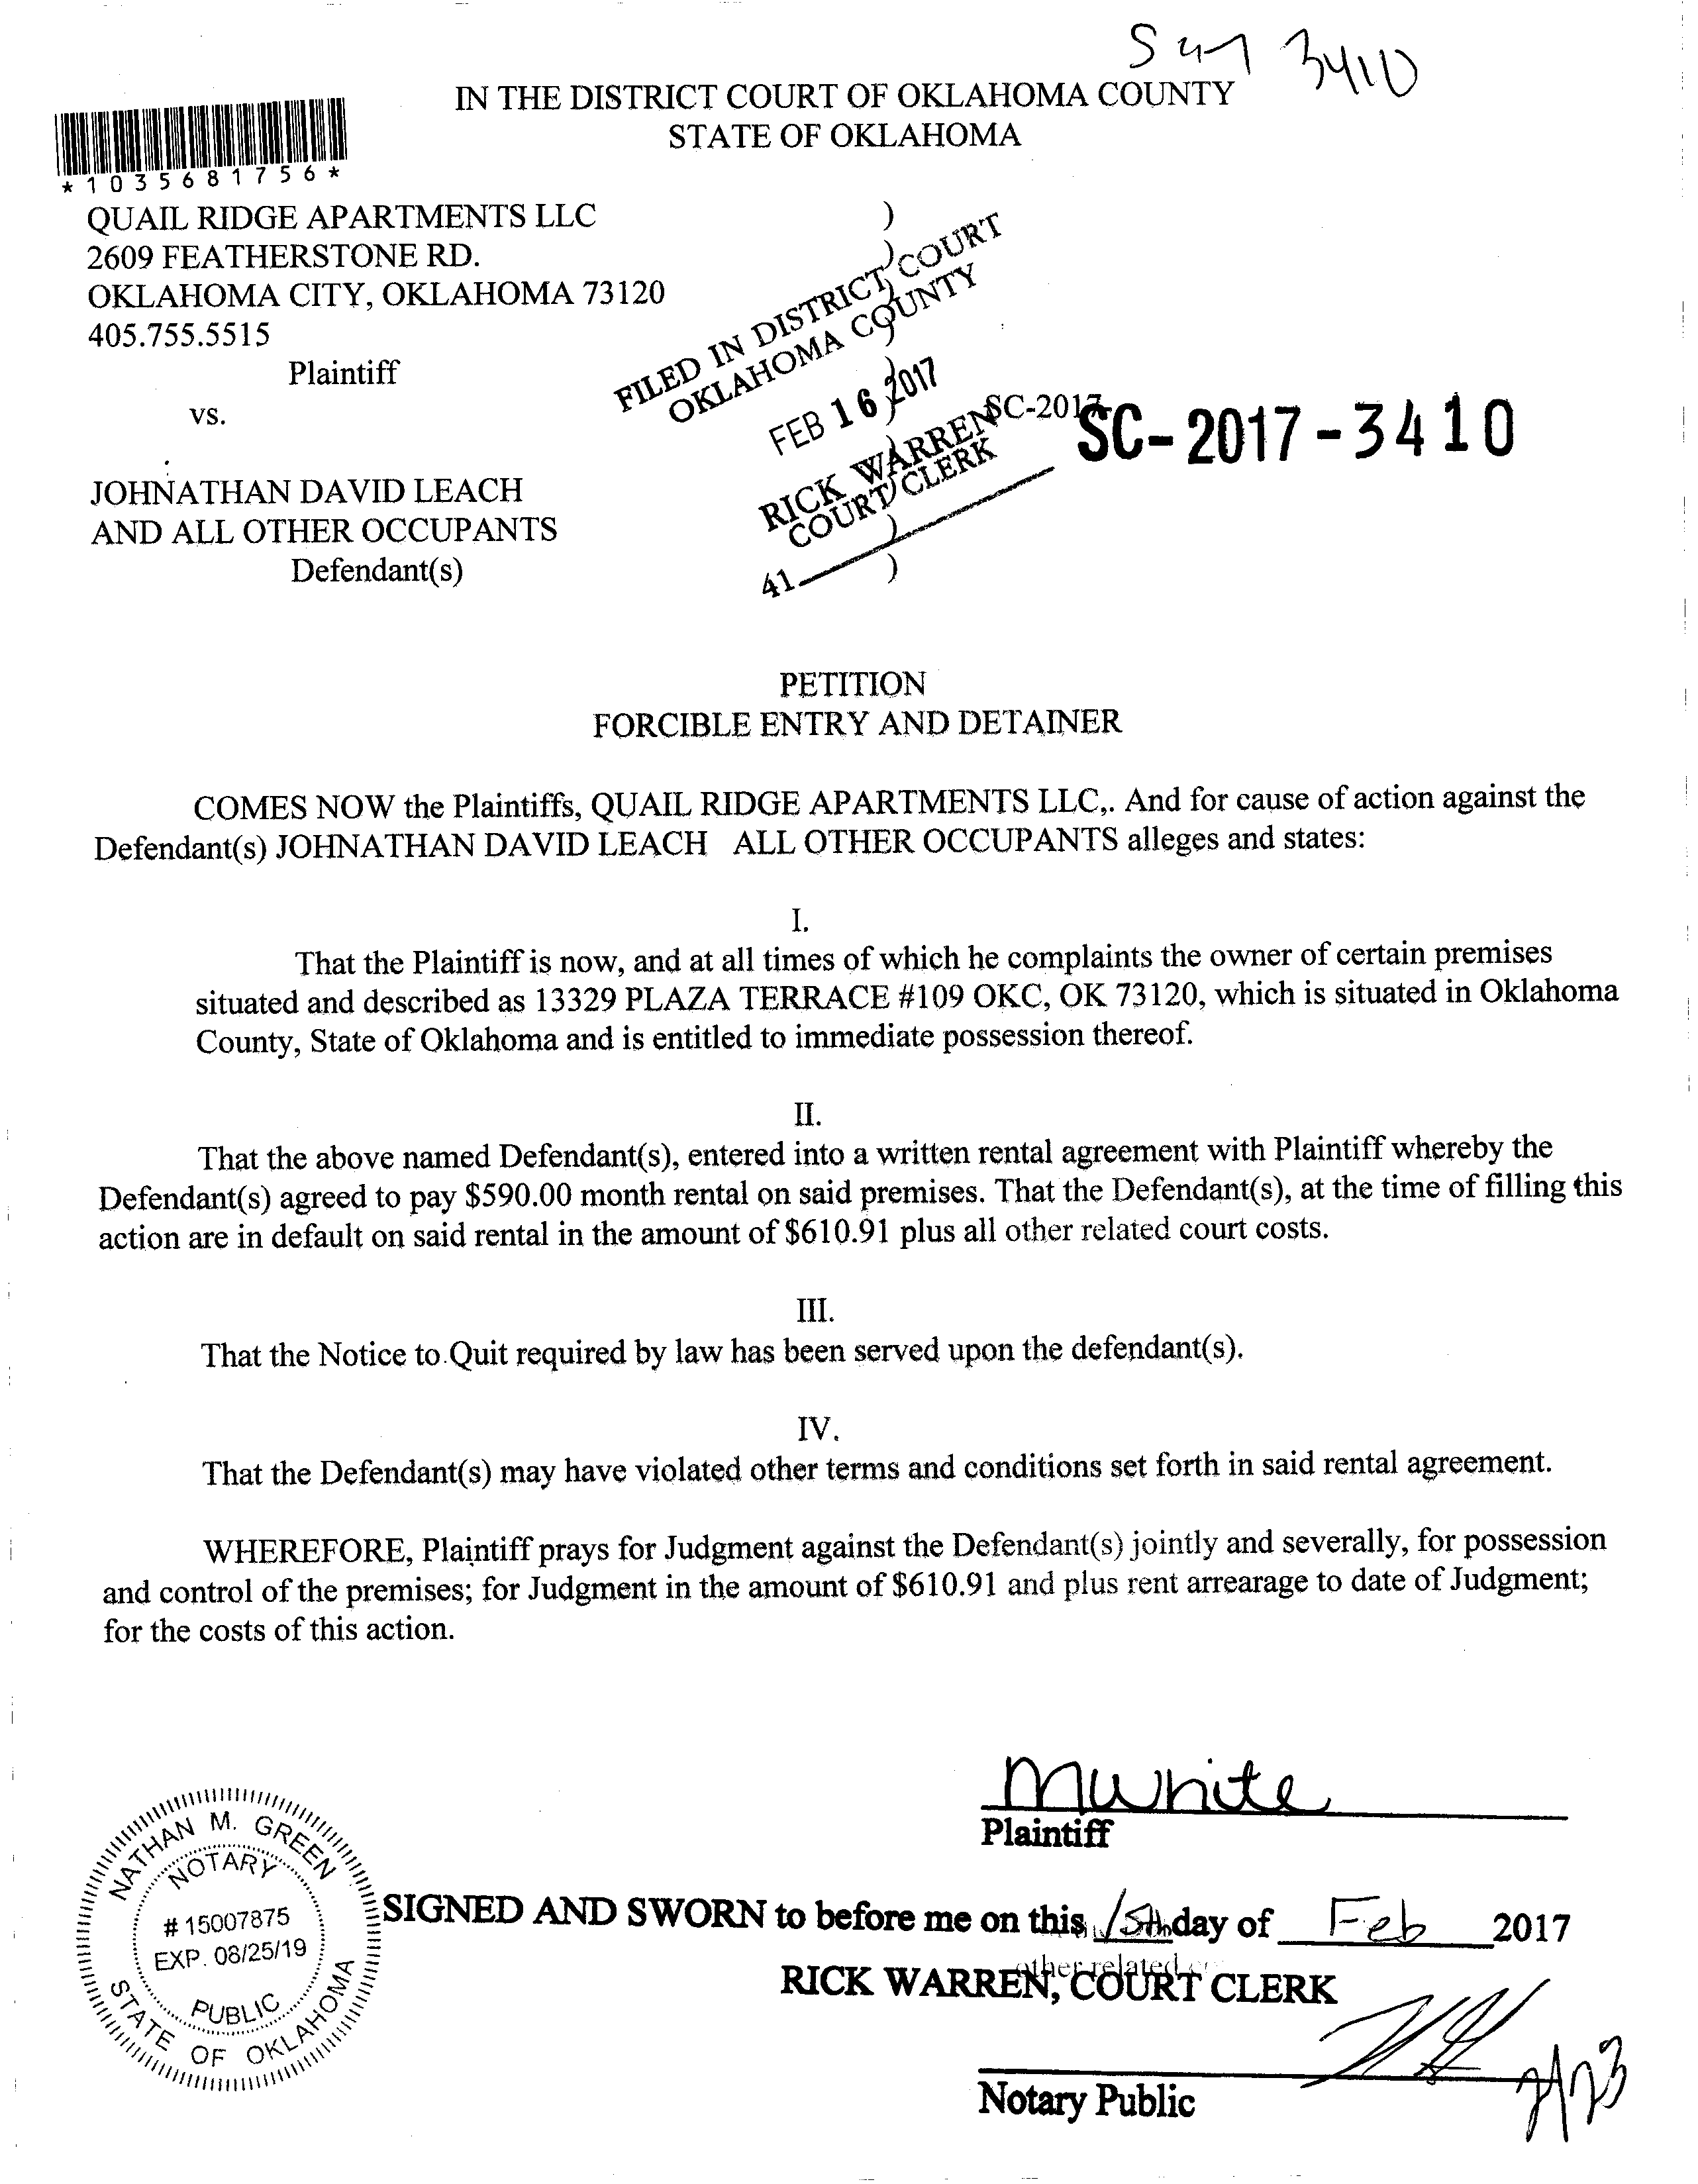 3410
IN THE DISTRICT COURT OF OKLAHOMA COUNTY
STATE OF OKLAHOMA
*1035681756*
QUAIL RIDGE APARTMENTS LLC )
2609 FEATHERSTONE RD. )
OKLAHOMA CITY, OKLAHOMA 73120 )
405.755.5515 )
Plaintiff )
vs. )
FILED IN DISTRICT COURT
OKLAHOMA COUNTY
FEB 16 2017
RICK WARREN
COURT CLERK
41
SC-2017-
SC-2017-3410
JOHNATHAN DAVID LEACH )
AND ALL OTHER OCCUPANTS )
Defendant(s) )
PETITION
FORCIBLE ENTRY AND DETAINER
COMES NOW the Plaintiffs, QUAIL RIDGE APARTMENTS LLC,. And for cause of action against the
Defendant(s) JOHNATHAN DAVID LEACH ALL OTHER OCCUPANTS alleges and states:
I.
That the Plaintiff is now, and at all times of which he complaints the owner of certain premises
situated and described as 13329 PLAZA TERRACE #109 OKC, OK 73120, which is situated in Oklahoma
County, State of Oklahoma and is entitled to immediate possession thereof.
II.
That the above named Defendant(s), entered into a written rental agreement with Plaintiff whereby the
Defendant(s) agreed to pay $590.00 month rental on said premises. That the Defendant(s), at the time of filling this
action are in default on said rental in the amount of $610.91 plus all other related court costs.
III.
That the Notice to Quit required by law has been served upon the defendant(s).
IV.
That the Defendant(s) may have violated other terms and conditions set forth in said rental agreement.
WHEREFORE, Plaintiff prays for Judgment against the Defendant(s) jointly and severally, for possession
and control of the premises; for Judgment in the amount of $610.91 and plus rent arrearage to date of Judgment;
for the costs of this action.
MWhite
Plaintiff
NATHAN M. GREEN
NOTARY
# 15007875
EXP. 08/25/19
PUBLIC
STATE OF OKLAHOMA
SIGNED AND SWORN to before me on this 15th day of Feb 2017
other related
RICK WARREN, COURT CLERK
Notary Public
2/23